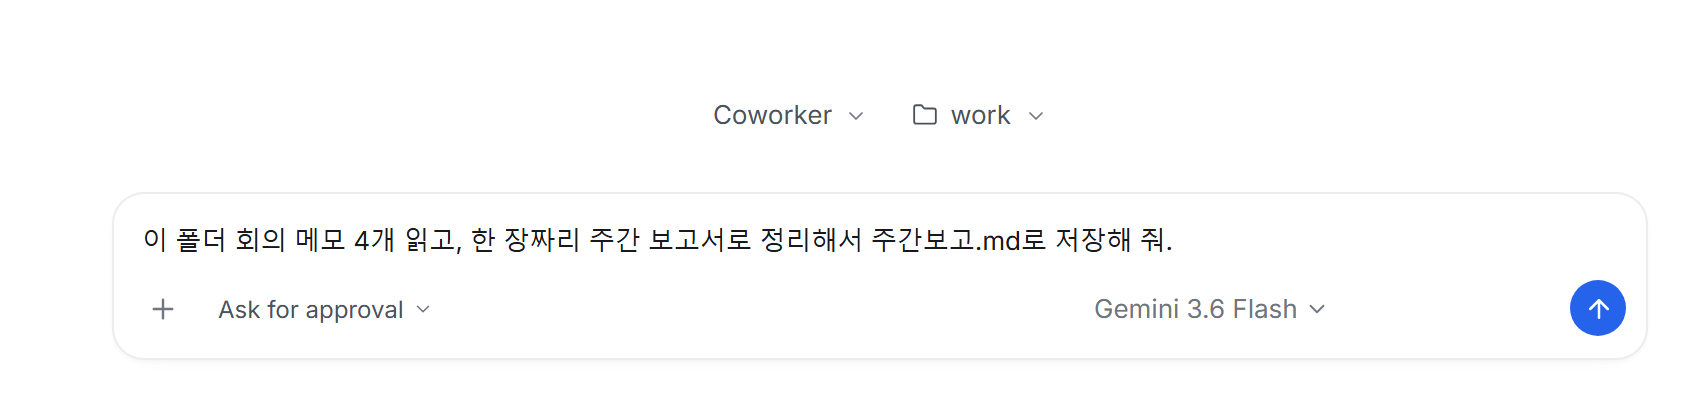 Coworker work
이 폴더 회의 메모 4개 읽고, 한 장짜리 주간 보고서로 정리해서 주간보고.md로 저장해 줘.
Ask for approval Gemini 3.6 Flash